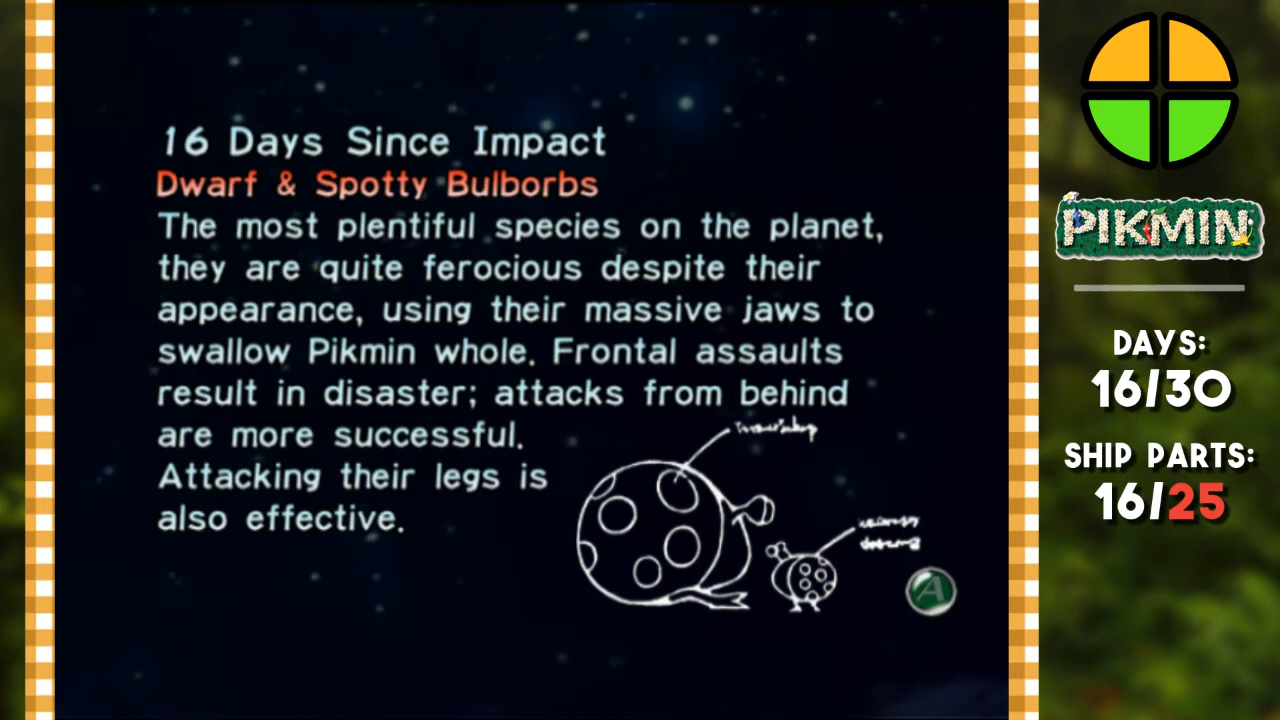 16 Days Since Impact
Dwarf & Spotty Bulborbs
The most plentiful species on the planet,
they are quite ferocious despite their
appearance, using their massive jaws to
swallow Pikmin whole. Frontal assaults
result in disaster; attacks from behind
are more successful.
Attacking their legs is
also effective.
A
PIKMIN
DAYS:
16/30
SHIP PARTS:
16/25